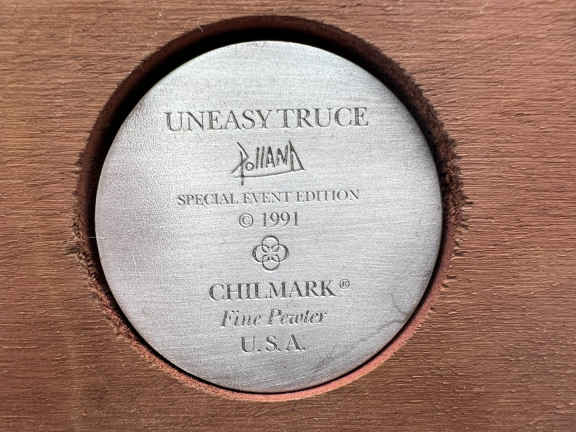 UNEASY TRUCE
Polland
SPECIAL EVENT EDITION
© 1991
CHILMARK®
Fine Pewter
U.S.A.